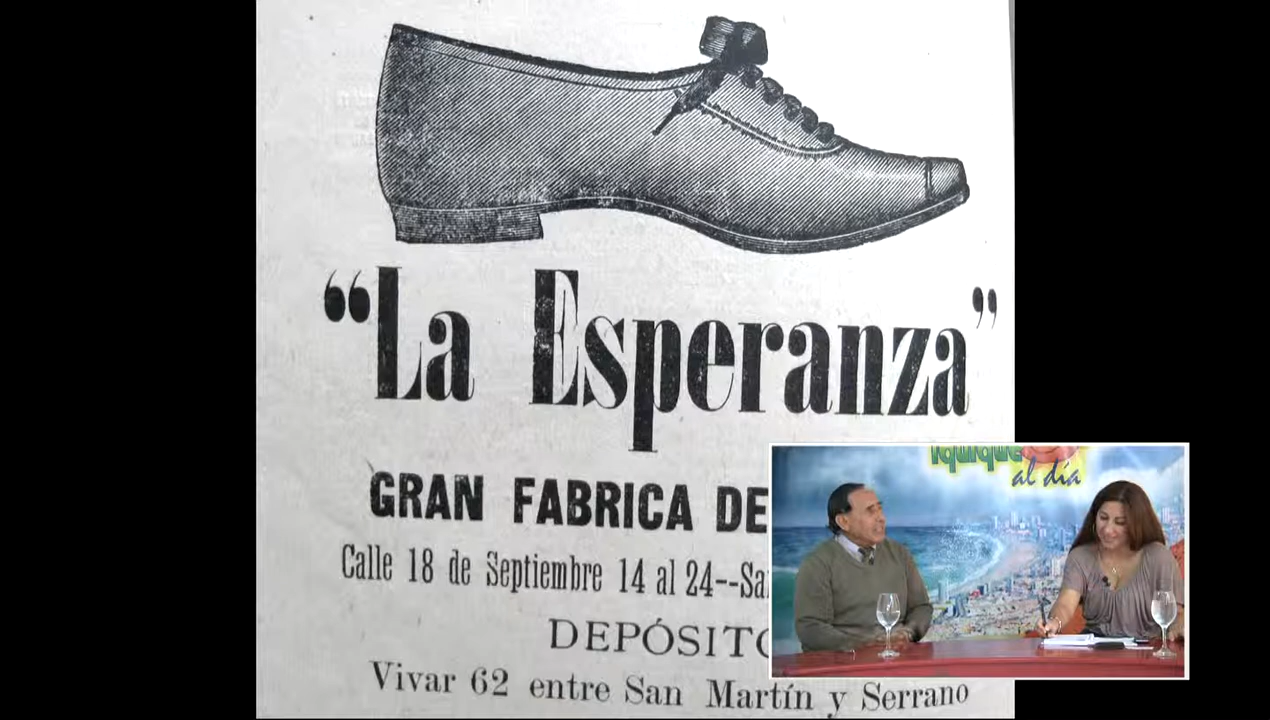 “La Esperanza”
GRAN FABRICA DE
Calle 18 de Septiembre 14 al 24--
DEPÓSITO
Vivar 62 entre San Martín y Serrano
Iquique
al día